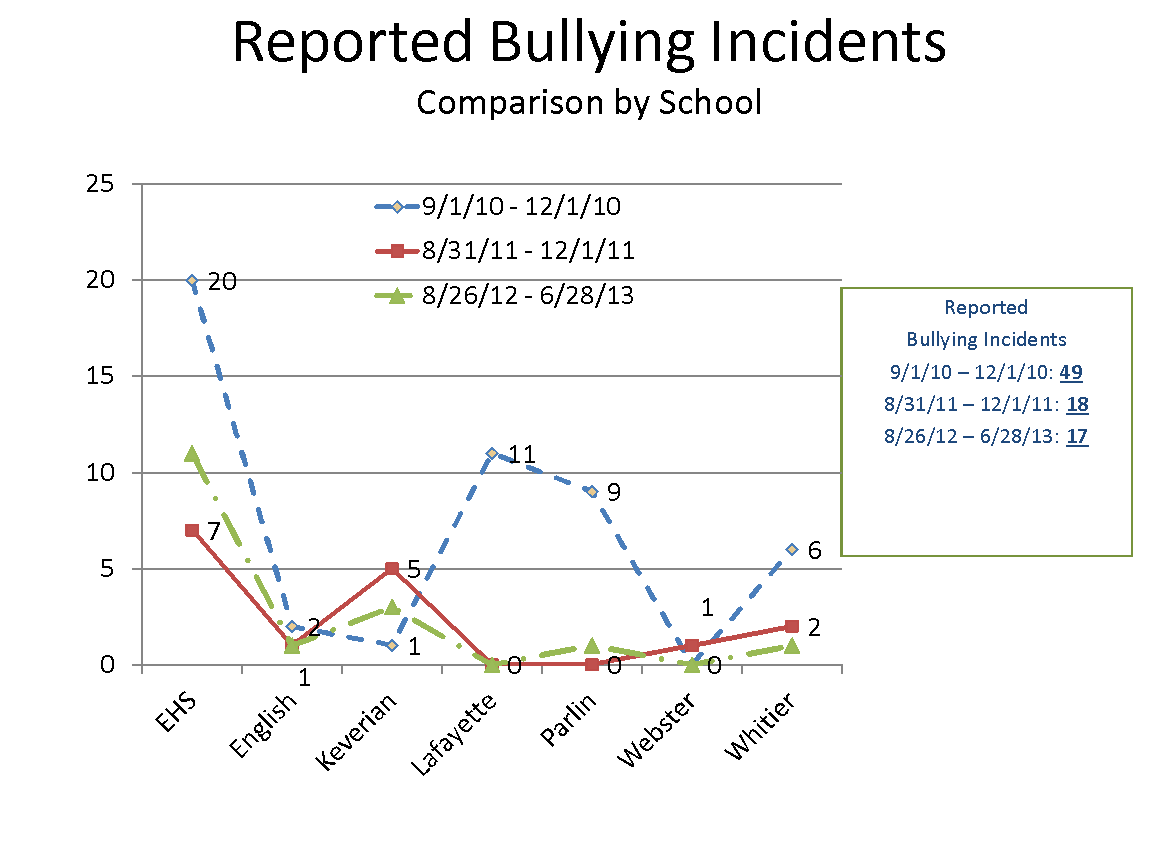 Reported Bullying Incidents
Comparison by School
25
20
15
10
5
0
9/1/10 - 12/1/10
8/31/11 - 12/1/11
8/26/12 - 6/28/13
20
7
2
1
5
1
11
0
9
0
1
0
6
2
EHS
English
Keverian
Lafayette
Parlin
Webster
Whittier
Reported
Bullying Incidents
9/1/10 – 12/1/10: 49
8/31/11 – 12/1/11: 18
8/26/12 – 6/28/13: 17